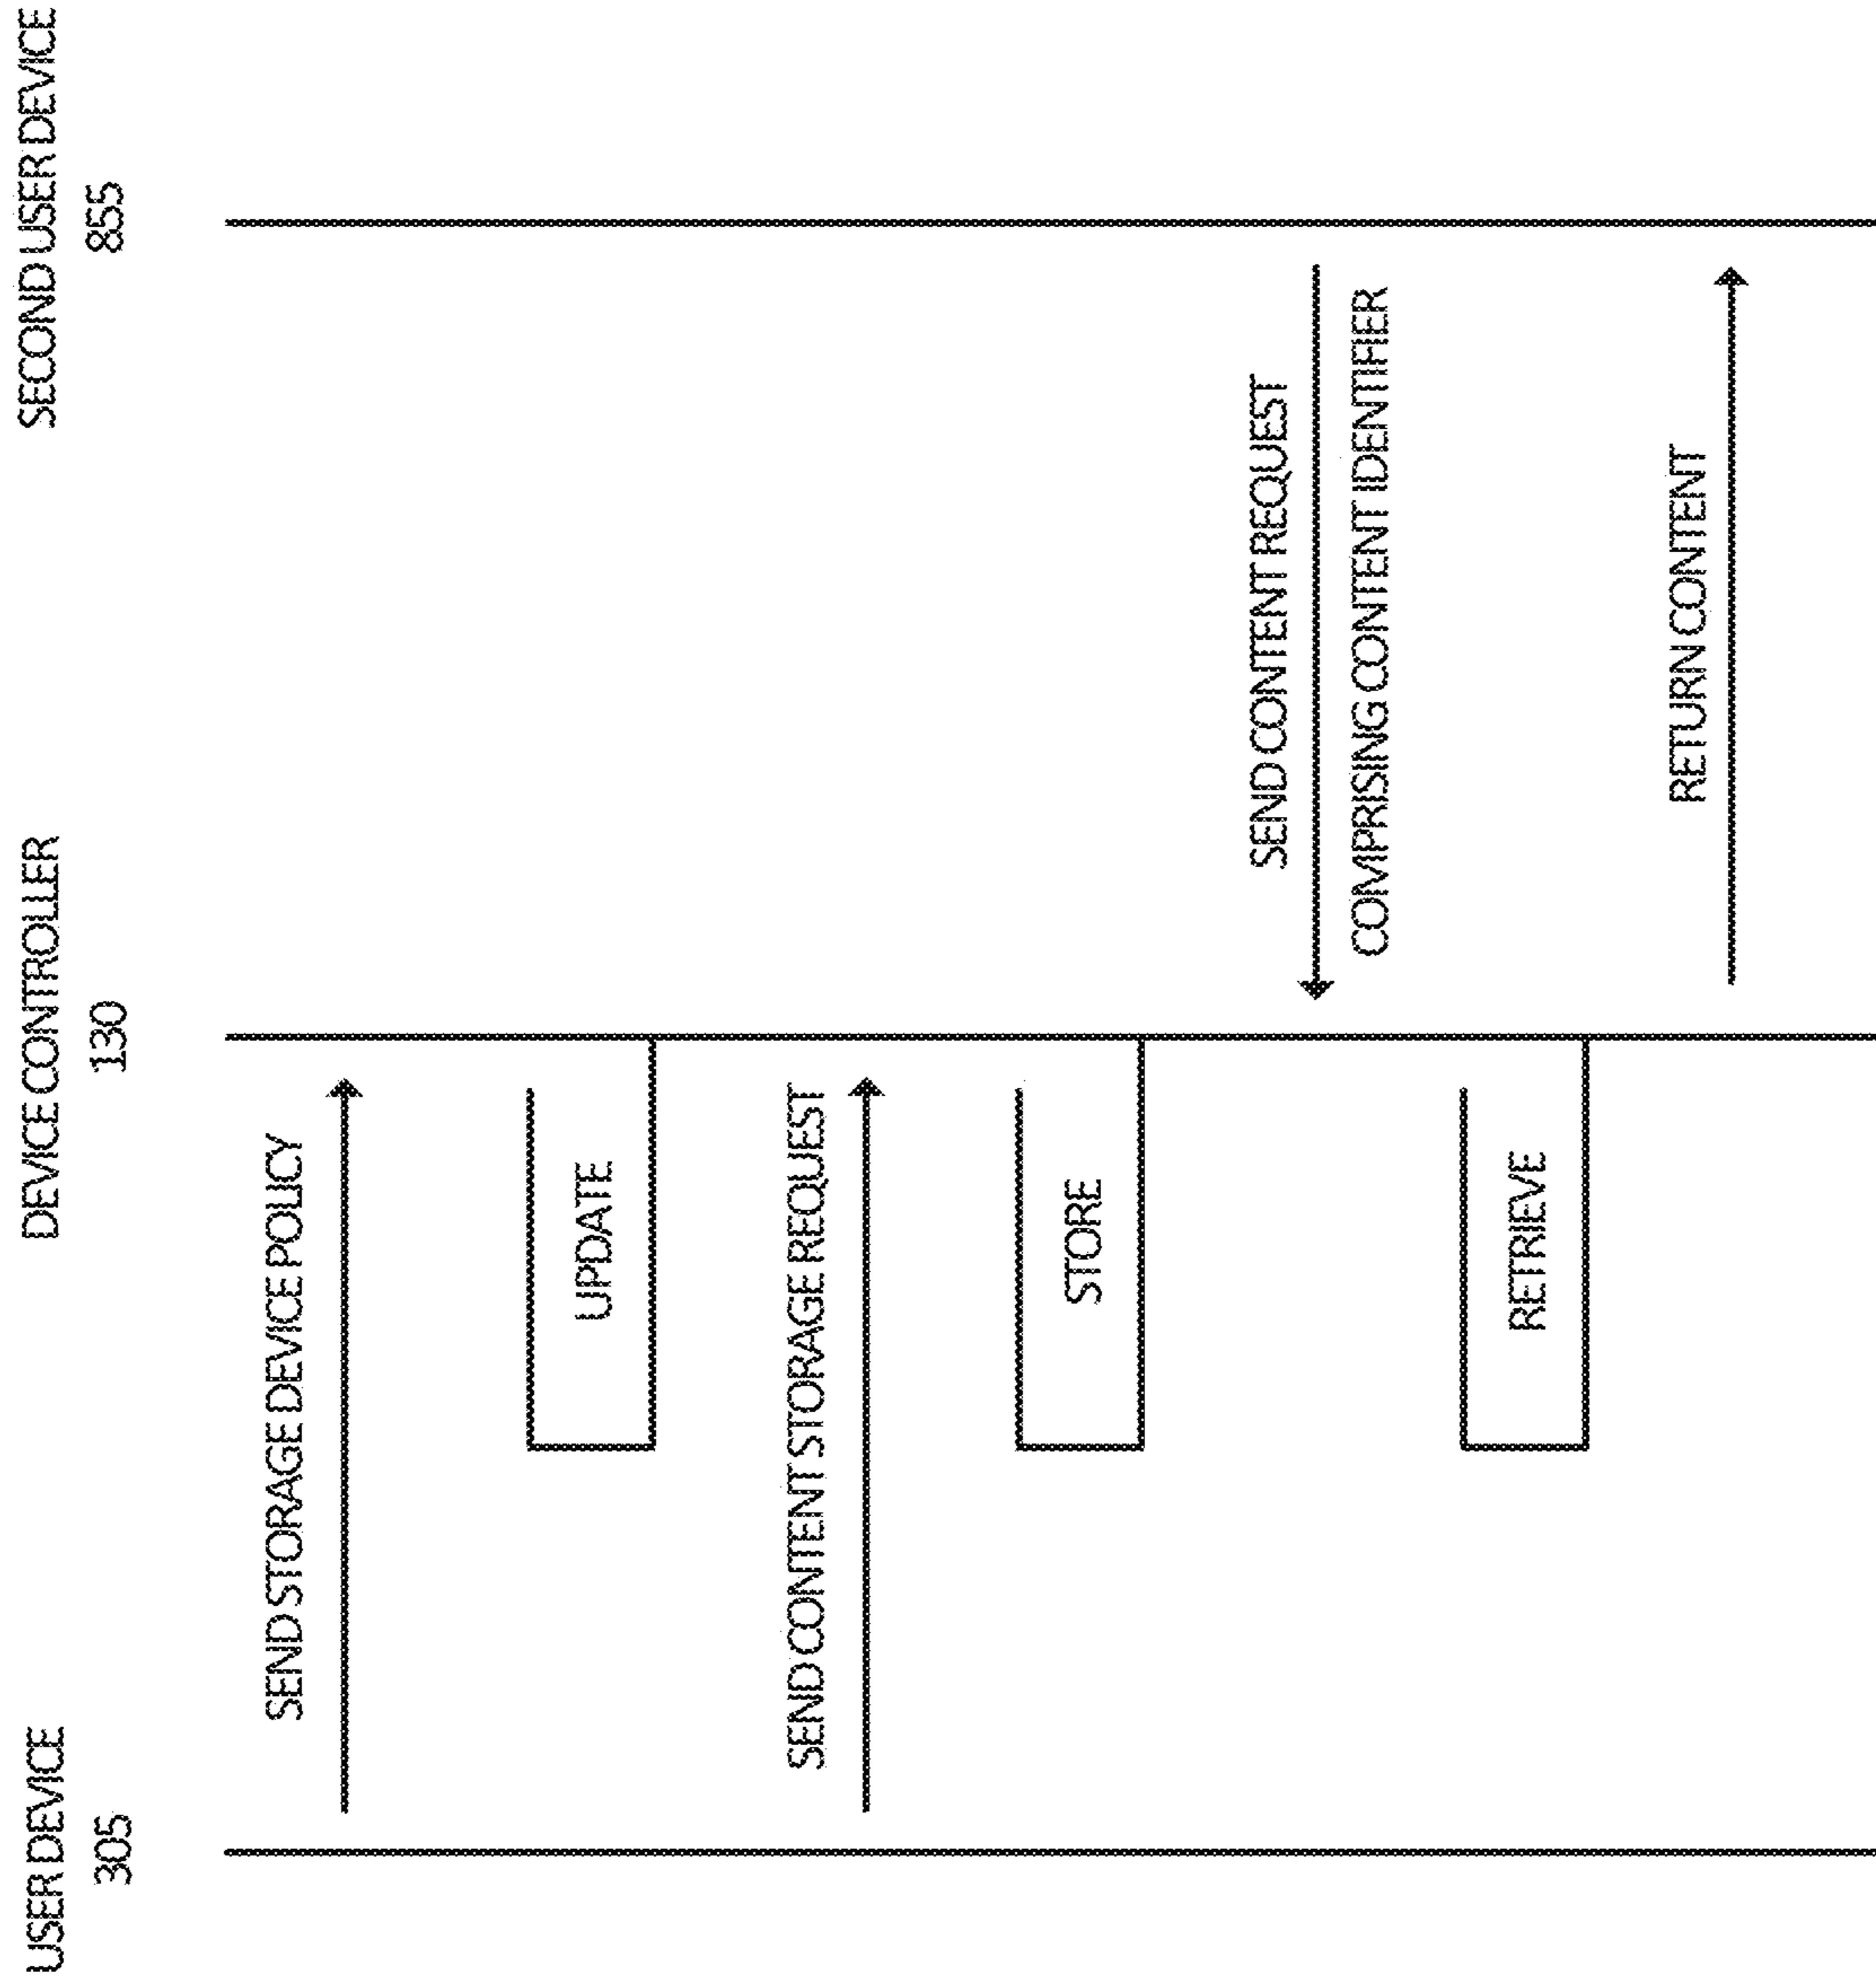 USER DEVICE
305
DEVICE CONTROLLER
130
SECOND USER DEVICE
855
SEND STORAGE DEVICE POLICY
UPDATE
SEND CONTENT STORAGE REQUEST
STORE
SEND CONTENT REQUEST
COMPRISING CONTENT IDENTIFIER
RETRIEVE
RETURN CONTENT